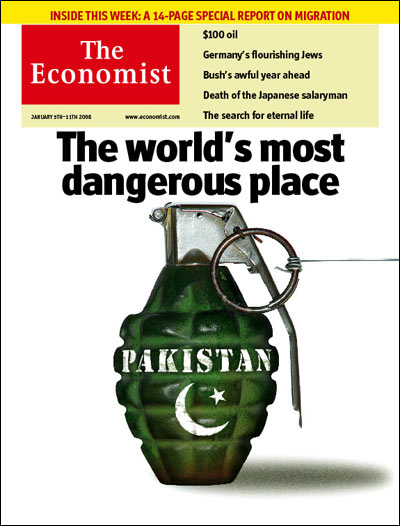 INSIDE THIS WEEK: A 14-PAGE SPECIAL REPORT ON MIGRATION
The
Economist
JANUARY 5TH–11TH 2008
www.economist.com
$100 oil
Germany's flourishing Jews
Bush's awful year ahead
Death of the Japanese salaryman
The search for eternal life
The world's most
dangerous place
PAKISTAN